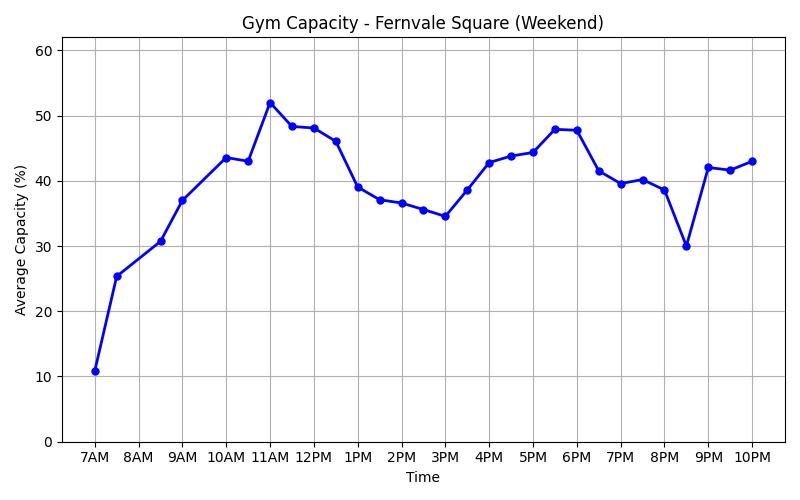 Gym Capacity - Fernvale Square (Weekend)
60
50
40
30
20
10
0
Average Capacity (%)
7AM 8AM 9AM 10AM 11AM 12PM 1PM 2PM 3PM 4PM 5PM 6PM 7PM 8PM 9PM 10PM
Time